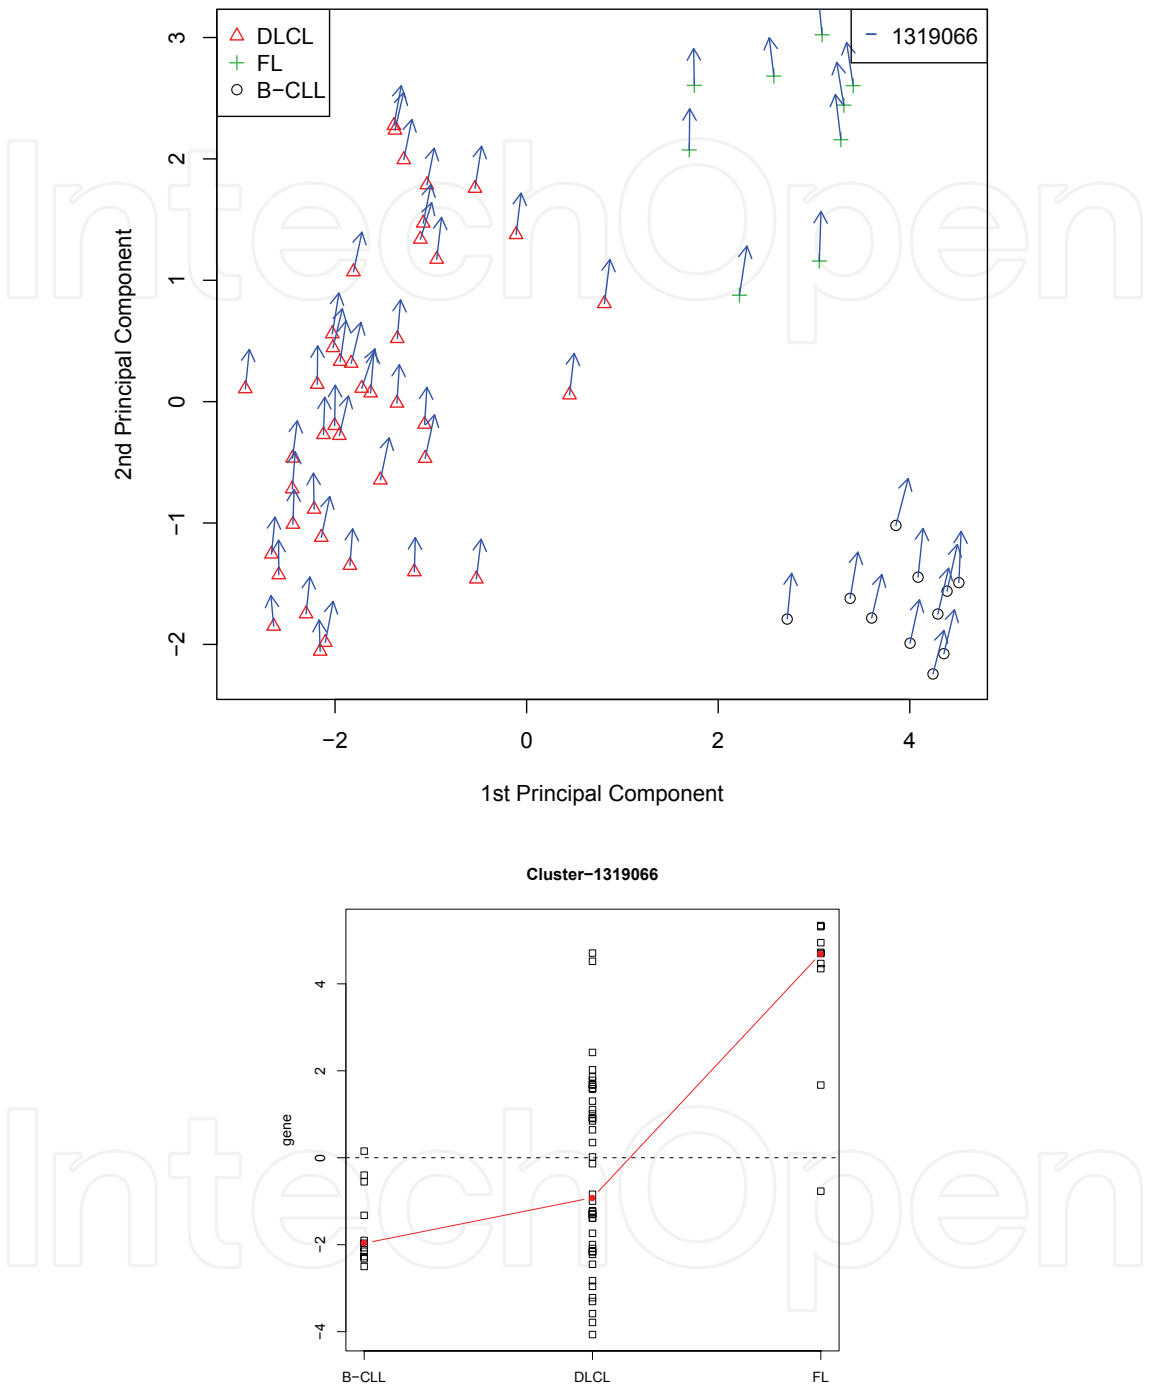 3
2
1
0
−1
−2
2nd Principal Component
DLCL
FL
B−CLL
1319066
IntechOpen
−2
0
2
4
1st Principal Component
Cluster−1319066
4
2
0
−2
−4
gene
IntechOpen
B-CLL
DLCL
FL